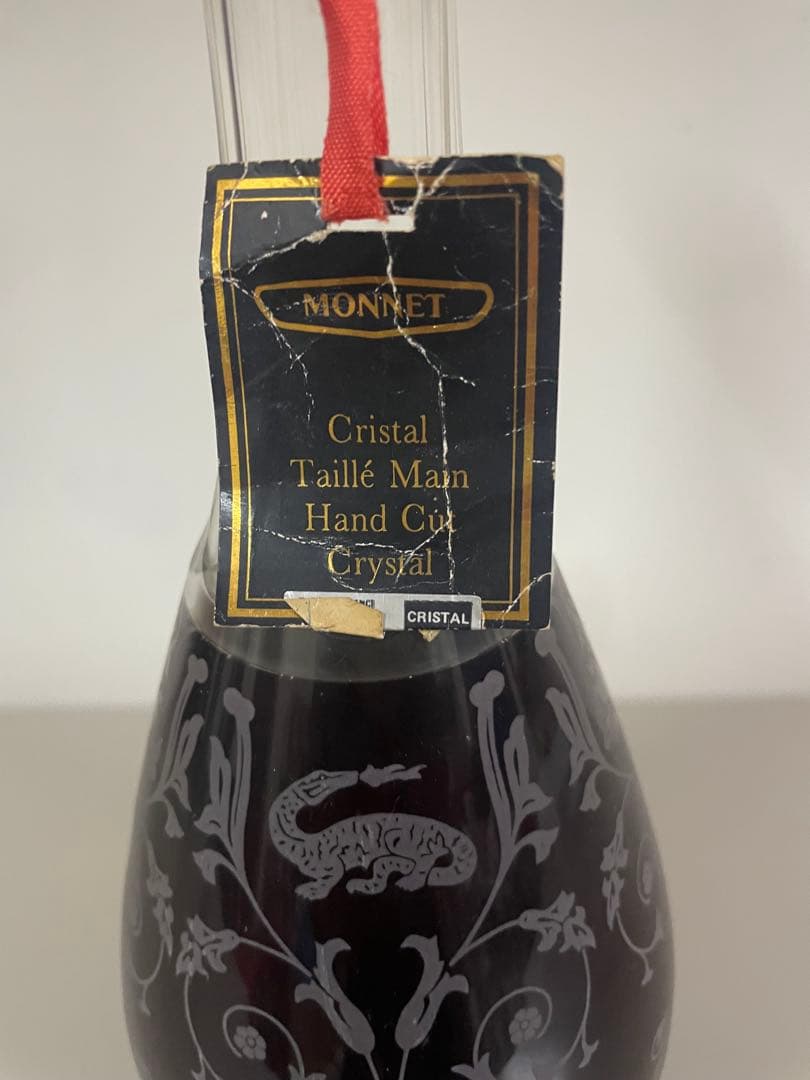 MONNET
Cristal
Taillé Main
Hand Cut
Crystal
CRISTAL